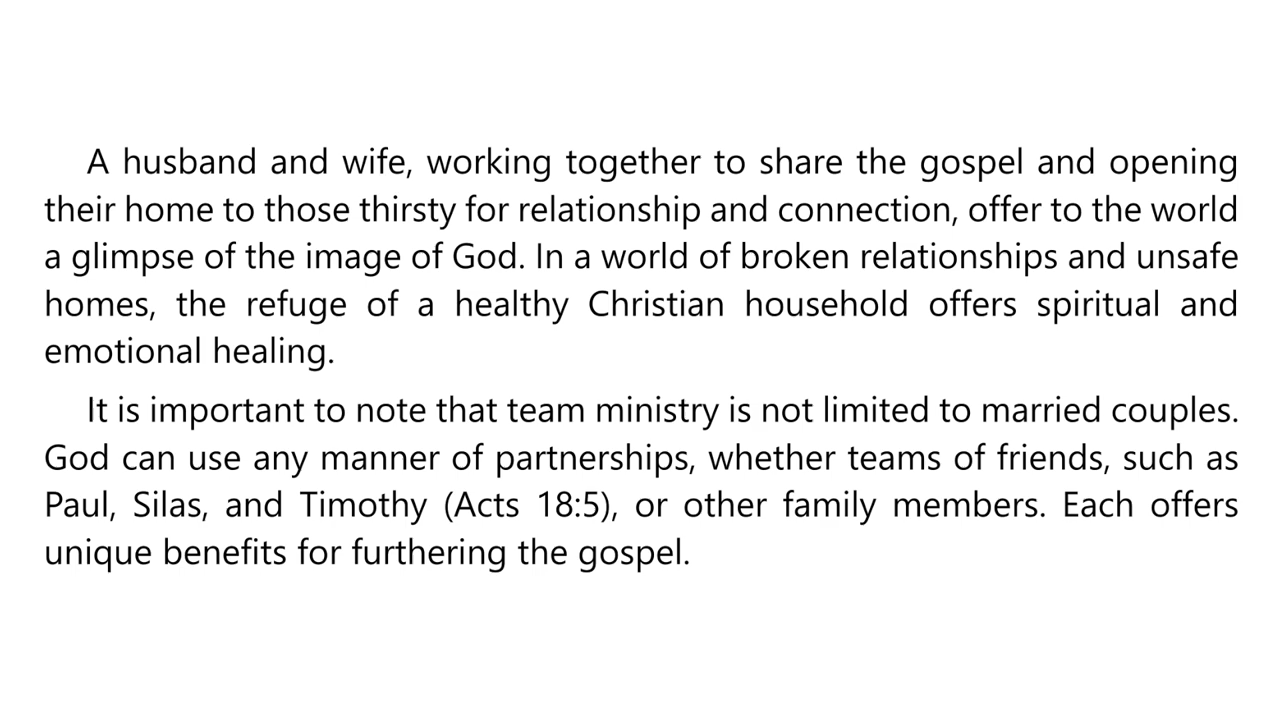 A husband and wife, working together to share the gospel and opening
their home to those thirsty for relationship and connection, offer to the world
a glimpse of the image of God. In a world of broken relationships and unsafe
homes, the refuge of a healthy Christian household offers spiritual and
emotional healing.
It is important to note that team ministry is not limited to married couples.
God can use any manner of partnerships, whether teams of friends, such as
Paul, Silas, and Timothy (Acts 18:5), or other family members. Each offers
unique benefits for furthering the gospel.